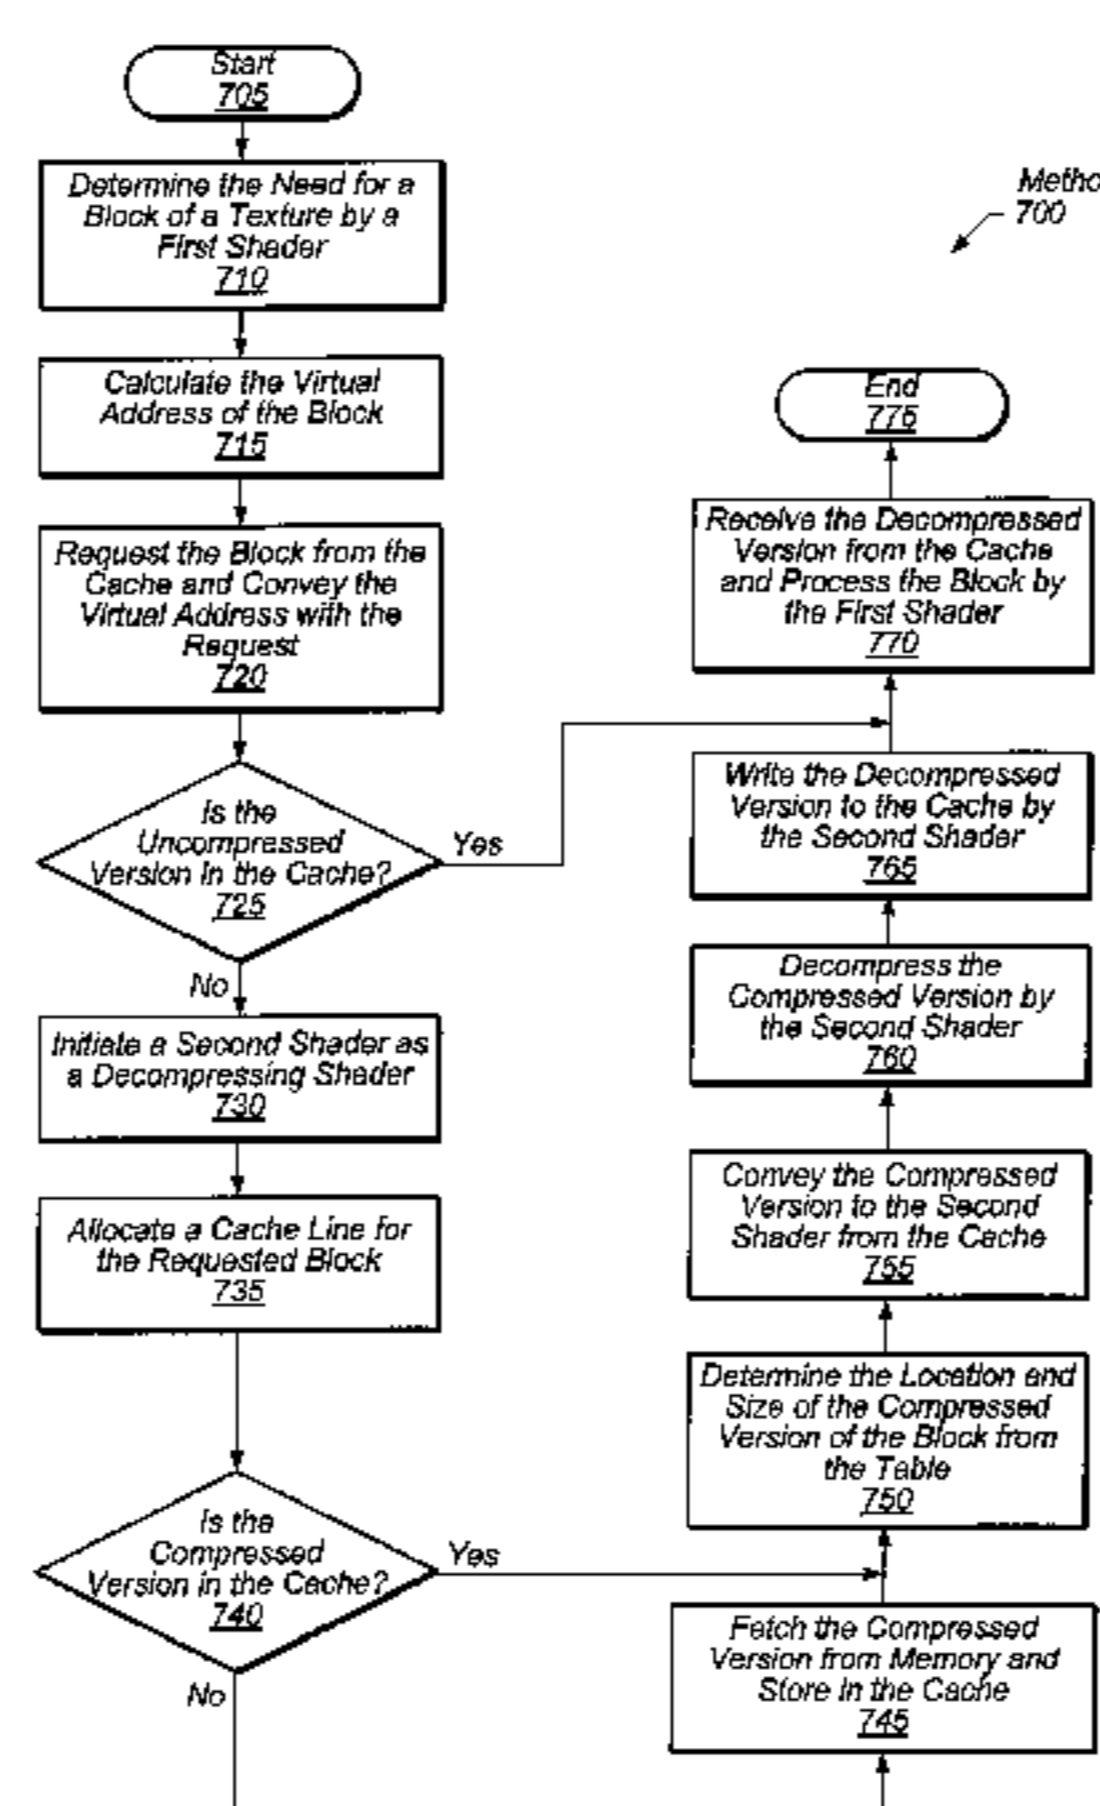 Start
705
Determine the Need for a
Block of a Texture by a
First Shader
710
Calculate the Virtual
Address of the Block
715
Request the Block from the
Cache and Convey the
Virtual Address with the
Request
720
Is the
Uncompressed
Version in the Cache?
725
Yes
No
Initiate a Second Shader as
a Decompressing Shader
730
Allocate a Cache Line for
the Requested Block
735
Is the
Compressed
Version in the Cache?
740
Yes
No
Metho
700
End
775
Receive the Decompressed
Version from the Cache
and Process the Block by
the First Shader
770
Write the Decompressed
Version to the Cache by
the Second Shader
765
Decompress the
Compressed Version by
the Second Shader
760
Convey the Compressed
Version to the Second
Shader from the Cache
755
Determine the Location and
Size of the Compressed
Version of the Block from
the Table
750
Fetch the Compressed
Version from Memory and
Store in the Cache
745